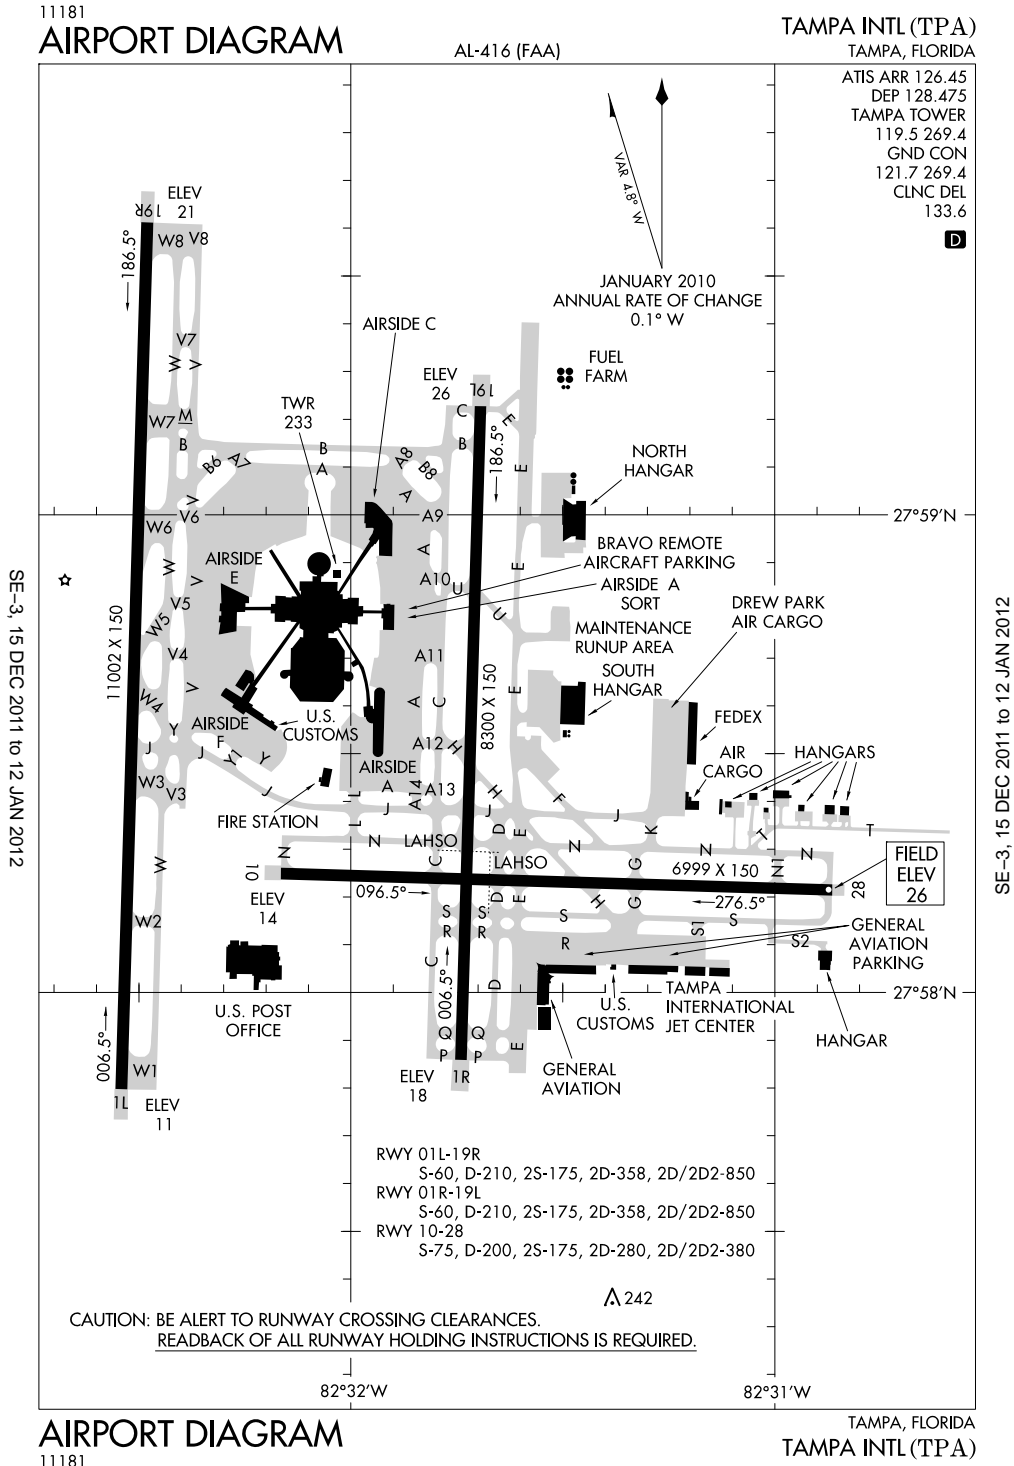 11181
AIRPORT DIAGRAM
AL-416 (FAA)
TAMPA INTL (TPA)
TAMPA, FLORIDA
ATIS ARR 126.45
DEP 128.475
TAMPA TOWER
119.5 269.4
GND CON
121.7 269.4
CLNC DEL
133.6
D
VAR 4.8° W
JANUARY 2010
ANNUAL RATE OF CHANGE
0.1° W
19R
ELEV
21
W8 V8
186.5°
V7
W
V
W7 M
B
B6
A7
B
A
A8
B8
A
AIRSIDE C
TWR
233
ELEV
26
19L
C
B
E
186.5°
E
FUEL
FARM
NORTH
HANGAR
V
V6
W6
A9
27°59'N
W
V
AIRSIDE
E
A
A10
U
U
E
BRAVO REMOTE
AIRCRAFT PARKING
AIRSIDE A
SORT
DREW PARK
AIR CARGO
MAINTENANCE
RUNUP AREA
V5
W5
V4
11002 X 150
A11
8300 X 150
E
SOUTH
HANGAR
V
W4
Y
J
AIRSIDE
F
J
Y1
Y
J
U.S.
CUSTOMS
A
C
A12
H
FEDEX
AIR
CARGO
HANGARS
W3
V3
AIRSIDE
A
A14
A13
H
F
FIRE STATION
L
L
J
J
D
E
E
J
K
T
T
N
N
LAHSO
C
LAHSO
N
G
G
N
N1
N
10
ELEV
14
096.5°
6999 X 150
276.5°
28
FIELD
ELEV
26
W
W2
S
R
S
R
D
E
E
H
S
R
S1
S
S2
GENERAL
AVIATION
PARKING
U.S. POST
OFFICE
C
006.5°
D
U.S.
CUSTOMS
TAMPA
INTERNATIONAL
JET CENTER
27°58'N
HANGAR
006.5°
W1
1L
ELEV
11
Q
P
Q
P
E
ELEV
18
1R
GENERAL
AVIATION
RWY 01L-19R
S-60, D-210, 2S-175, 2D-358, 2D/2D2-850
RWY 01R-19L
S-60, D-210, 2S-175, 2D-358, 2D/2D2-850
RWY 10-28
S-75, D-200, 2S-175, 2D-280, 2D/2D2-380
242
CAUTION: BE ALERT TO RUNWAY CROSSING CLEARANCES.
READBACK OF ALL RUNWAY HOLDING INSTRUCTIONS IS REQUIRED.
82°32'W
82°31'W
SE-3, 15 DEC 2011 to 12 JAN 2012
SE-3, 15 DEC 2011 to 12 JAN 2012
AIRPORT DIAGRAM
11181
TAMPA, FLORIDA
TAMPA INTL (TPA)